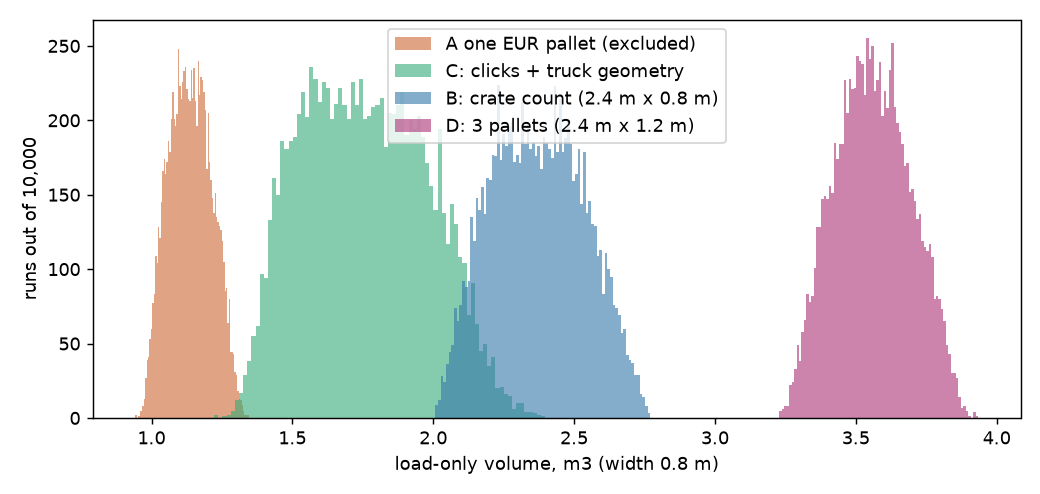 250
200
150
100
50
0
runs out of 10,000
A one EUR pallet (excluded)
C: clicks + truck geometry
B: crate count (2.4 m x 0.8 m)
D: 3 pallets (2.4 m x 1.2 m)
1.0 1.5 2.0 2.5 3.0 3.5 4.0
load-only volume, m3 (width 0.8 m)